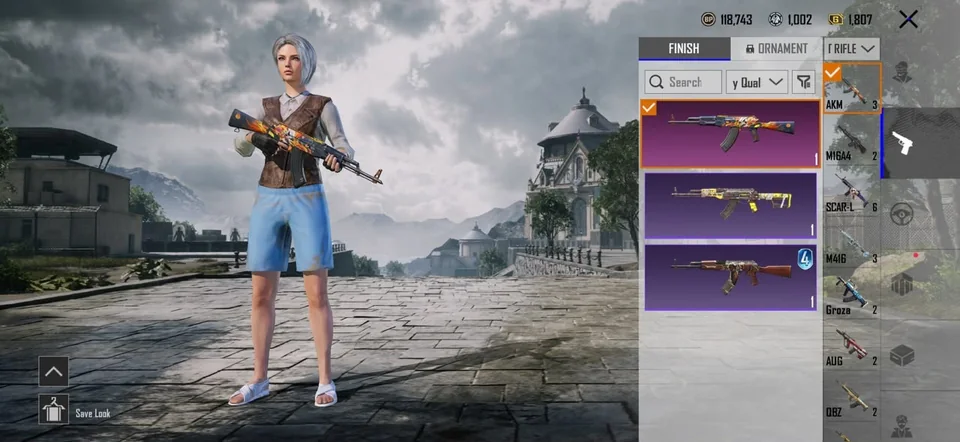 118,743
1,002
1,807
FINISH
ORNAMENT
T RIFLE
Search
y Qual
1
1
4
1
AKM 3
M16A4 2
SCAR-L 6
M416 3
Groza 2
AUG 2
QBZ 2
Save Look